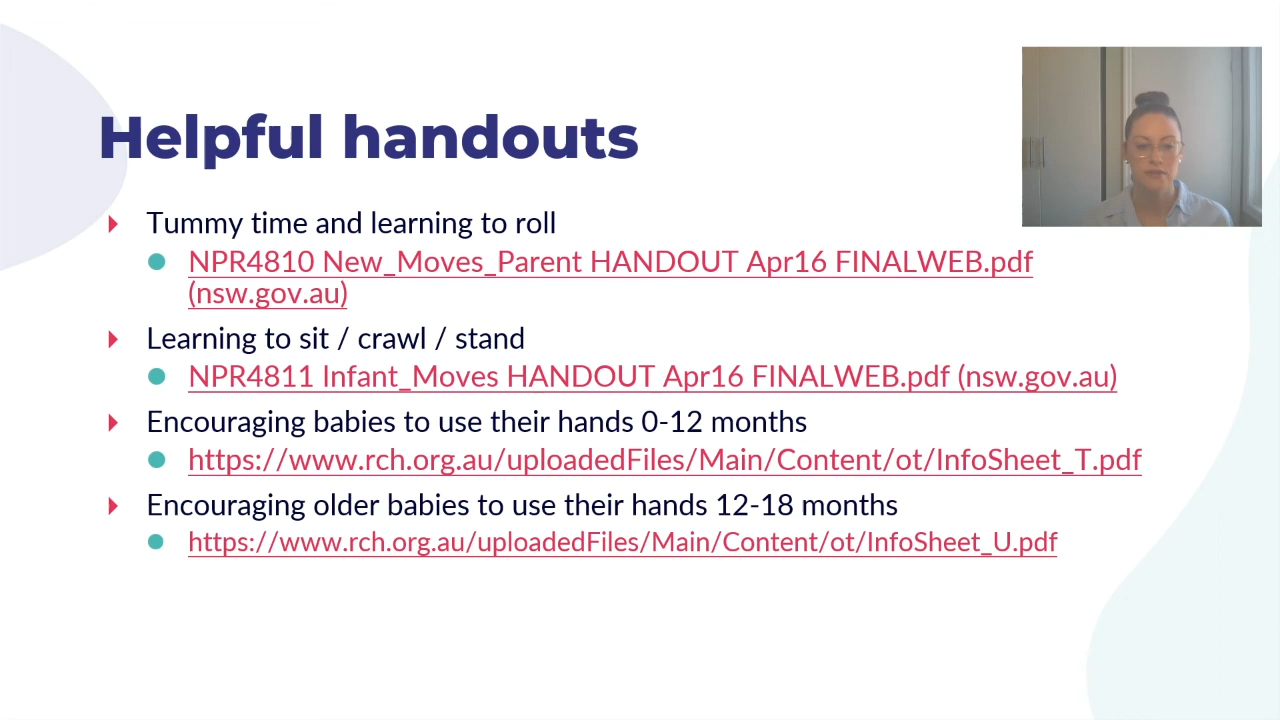 Helpful handouts
Tummy time and learning to roll
NPR4810 New_Moves_Parent HANDOUT Apr16 FINALWEB.pdf
(nsw.gov.au)
Learning to sit / crawl / stand
NPR4811 Infant_Moves HANDOUT Apr16 FINALWEB.pdf (nsw.gov.au)
Encouraging babies to use their hands 0-12 months
https://www.rch.org.au/uploadedFiles/Main/Content/ot/InfoSheet_T.pdf
Encouraging older babies to use their hands 12-18 months
https://www.rch.org.au/uploadedFiles/Main/Content/ot/InfoSheet_U.pdf